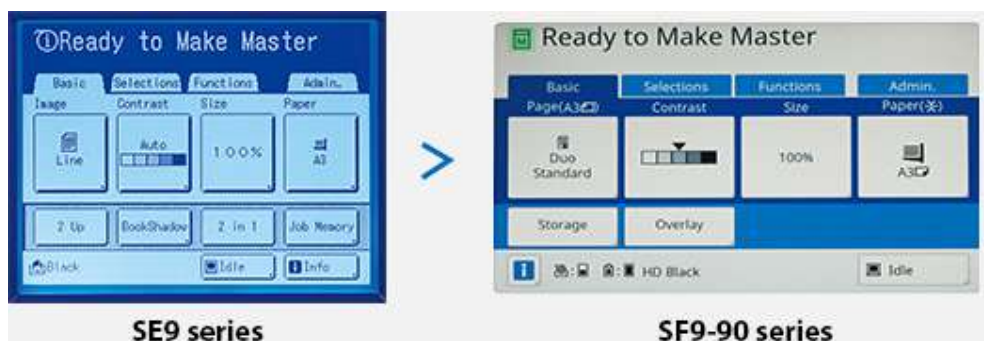 ⒾReady to Make Master
Basic Selections Functions Admin.
Image Contrast Size Paper
Line Auto 100% A3
2 Up BookShadow 2 in 1 Job Memory
Black Idle i Info
>
SE9 series
Ready to Make Master
Basic Selections Functions Admin.
Page(A3) Contrast Size Paper
Duo
Standard
100%
A3
Storage Overlay
i HD Black Idle
SF9-90 series